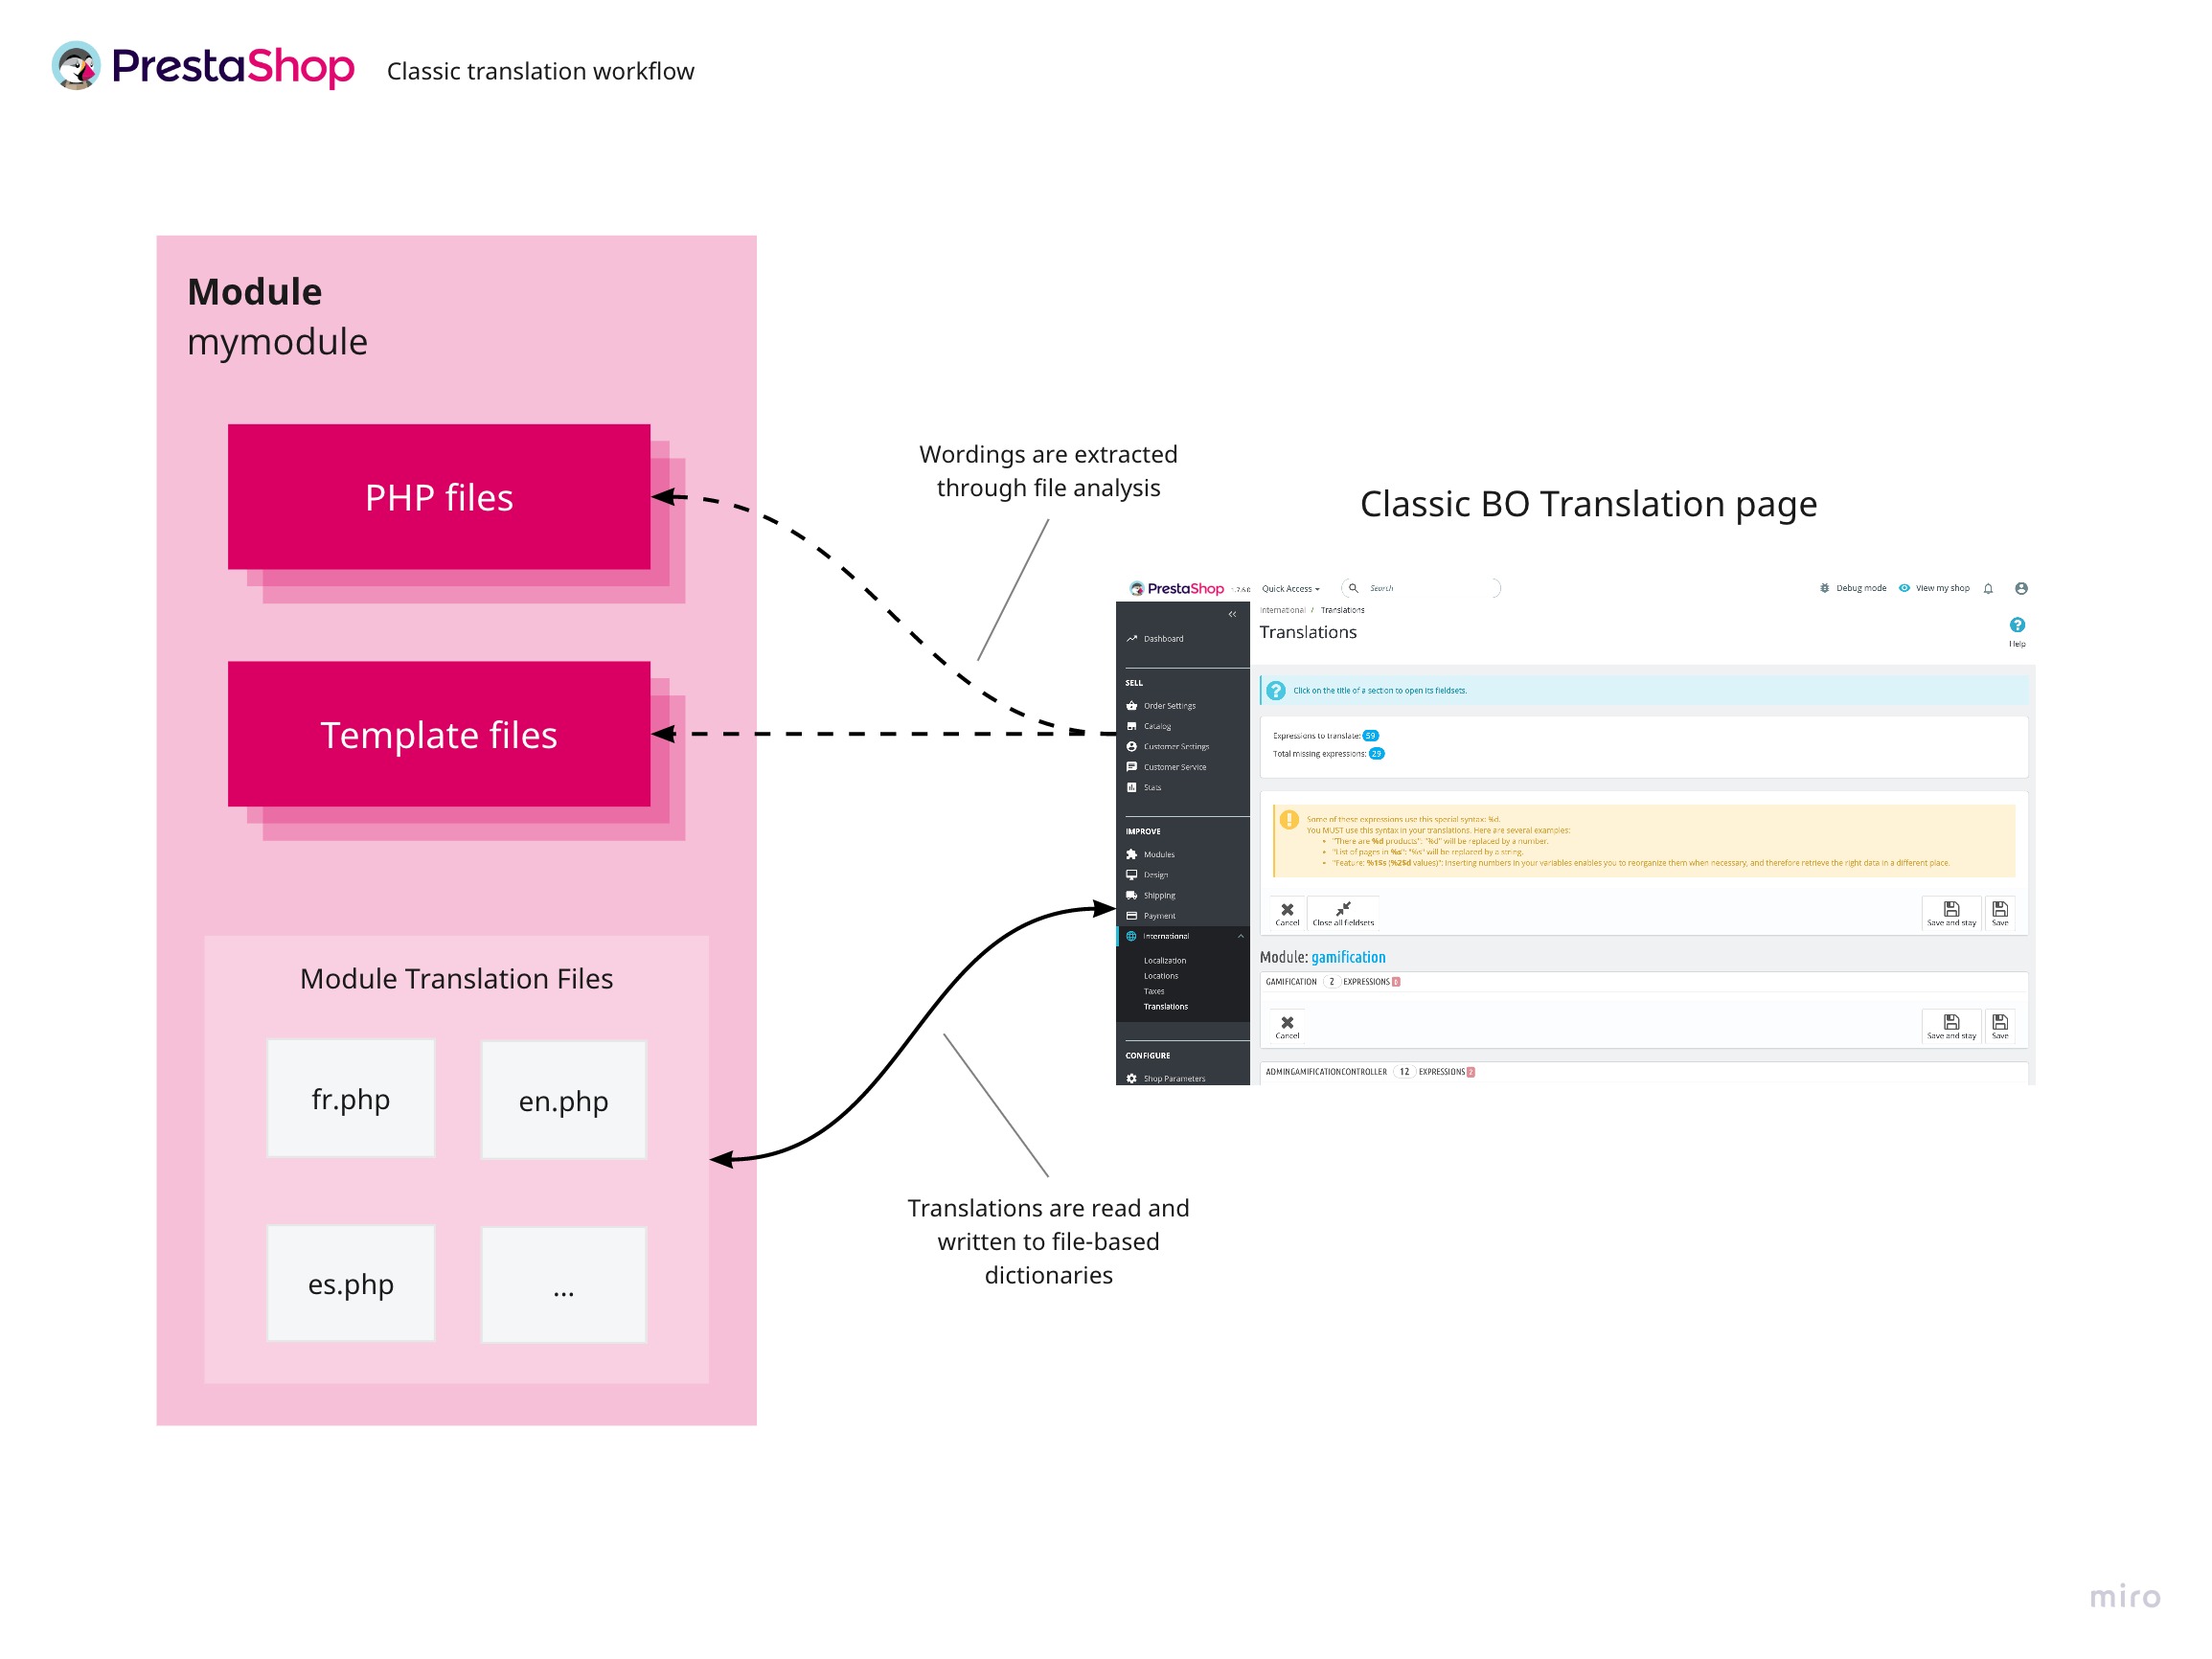 PrestaShop Classic translation workflow
Module
mymodule
PHP files
Template files
Module Translation Files
fr.php
en.php
es.php
...
Wordings are extracted
through file analysis
Translations are read and
written to file-based
dictionaries
Classic BO Translation page
PrestaShop Quick Access Search Debug mode View my shop
International / Translations
Translations
Help
Dashboard
SELL
Order Settings
Catalog
Customer Settings
Customer Service
Stats
IMPROVE
Modules
Design
Shipping
Payment
International
Localization
Locations
Taxes
Translations
CONFIGURE
Shop Parameters
Click on the title of a section to open its fieldsets.
Expressions to translate: 59
Total missing expressions: 29
Some of these expressions use this special syntax: %d.
You MUST use this syntax in your translations. Here are several examples:
• "There are %d products": "%d" will be replaced by a number.
• "List of pages in %s": "%s" will be replaced by a string.
• "Feature: %1$s (%2$d values)": Inserting numbers in your variables enables you to reorganize them when necessary, and therefore retrieve the right data in a different place.
Cancel Close all fieldsets Save and stay Save
Module: gamification
GAMIFICATION 2 EXPRESSIONS
Cancel Save and stay Save
ADMINGAMIFICATIONCONTROLLER 12 EXPRESSIONS 2
miro